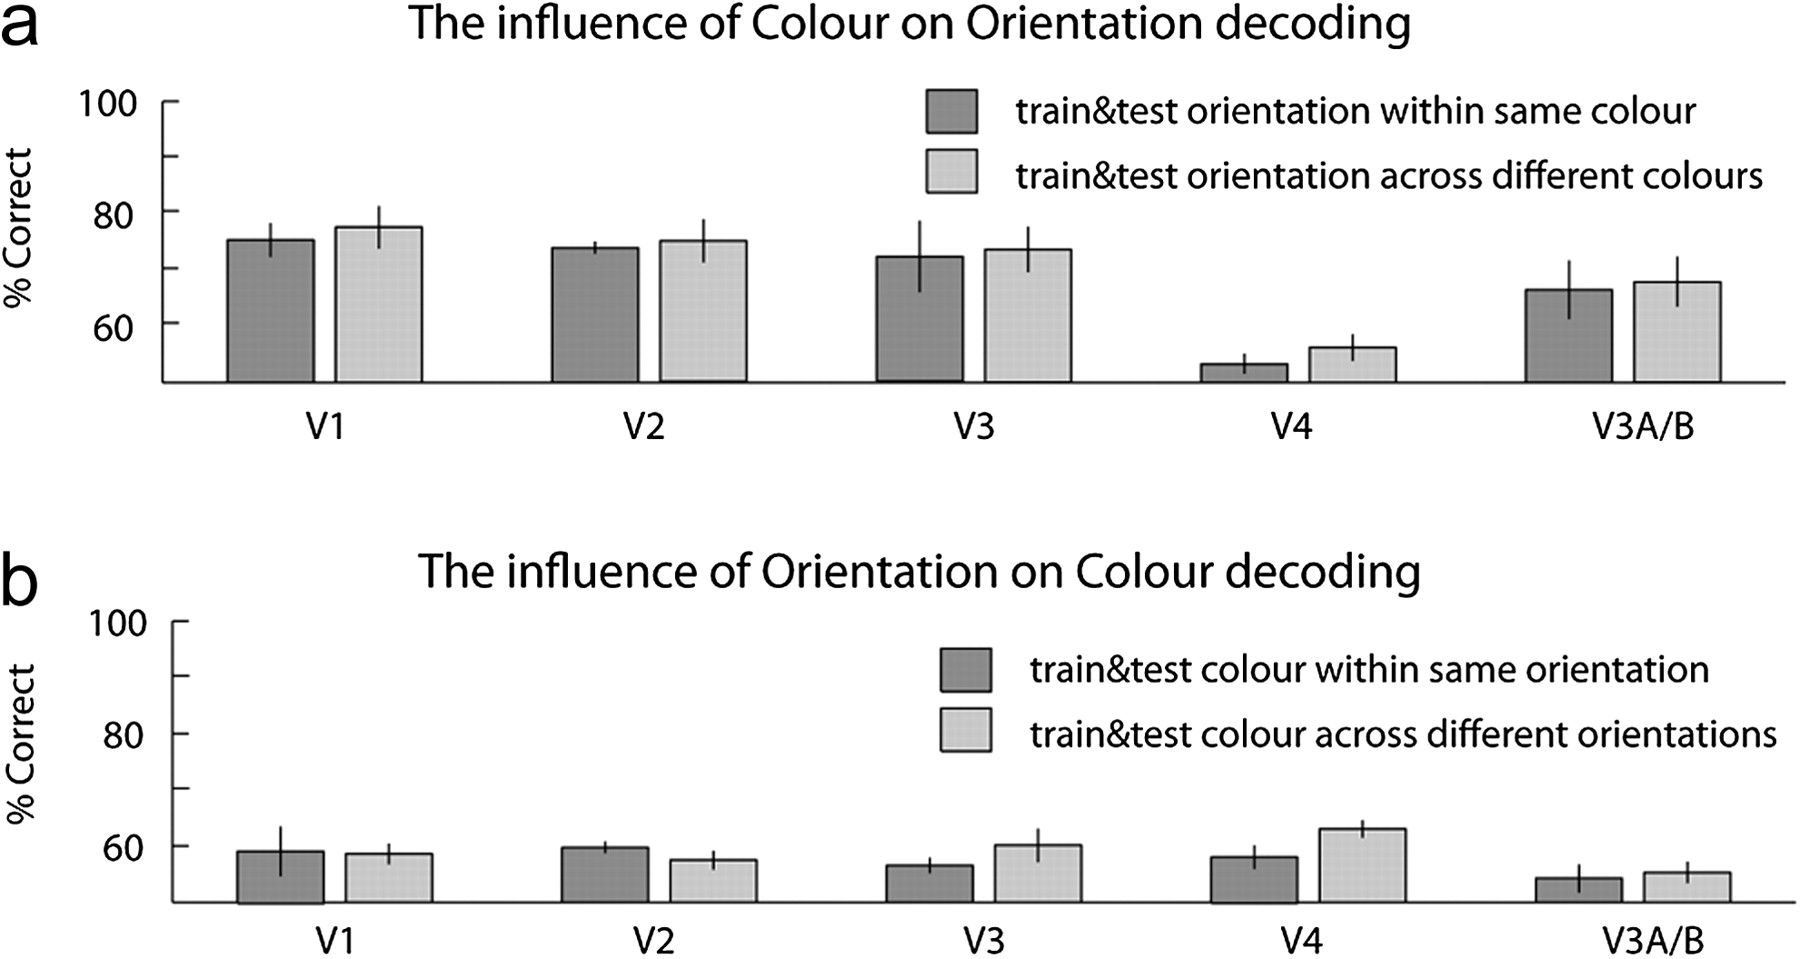 a
The influence of Colour on Orientation decoding
100
80
60
% Correct
train&test orientation within same colour
train&test orientation across different colours
V1 V2 V3 V4 V3A/B
b
The influence of Orientation on Colour decoding
100
80
60
% Correct
train&test colour within same orientation
train&test colour across different orientations
V1 V2 V3 V4 V3A/B